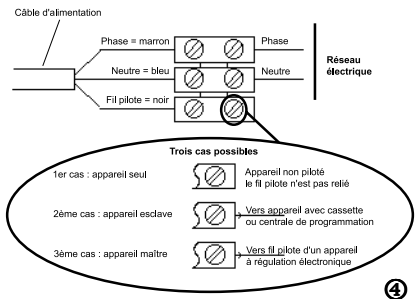 Câble d'alimentation
Phase = marron
Phase
Neutre = bleu
Neutre
Réseau
électrique
Fil pilote = noir
Trois cas possibles
1er cas : appareil seul
Appareil non piloté
le fil pilote n'est pas relié
2ème cas : appareil esclave
Vers appareil avec cassette
ou centrale de programmation
3ème cas : appareil maître
Vers fil pilote d'un appareil
à régulation électronique
④